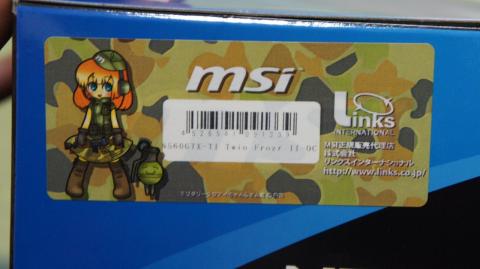 msi
N560GTX-Ti Twin Frozr II OC
Links
INTERNATIONAL
MSI正規販売代理店
株式会社
リンクスインターナショナル
http://www.links.co.jp/